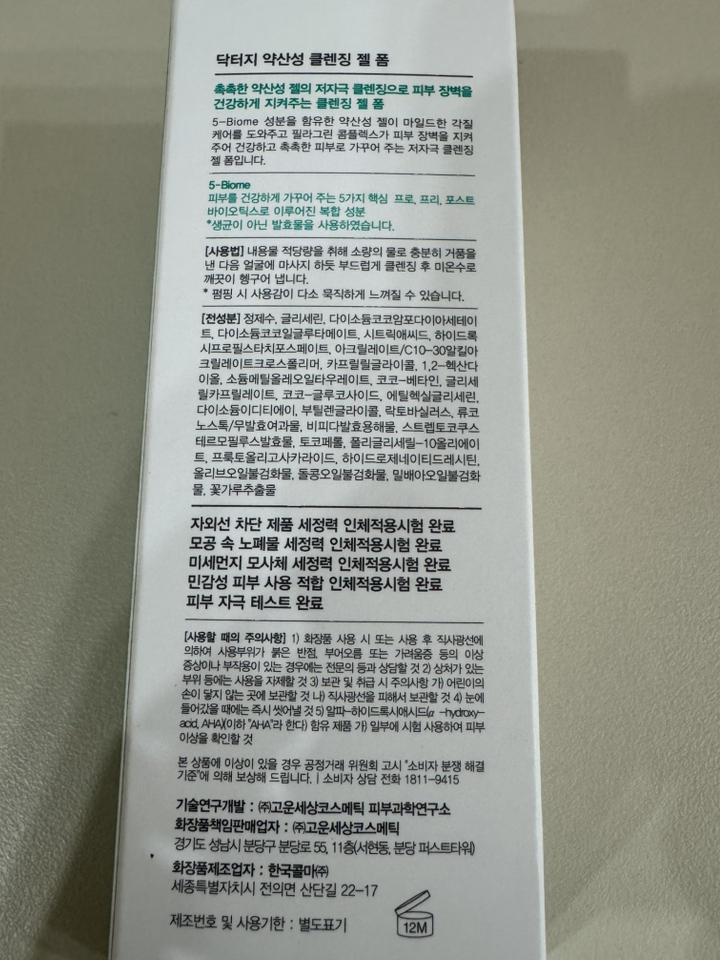 닥터지 약산성 클렌징 젤 폼
촉촉한 약산성 젤의 저자극 클렌징으로 피부 장벽을
건강하게 지켜주는 클렌징 젤 폼
5-Biome 성분을 함유한 약산성 젤이 마일드한 각질
케어를 도와주고 필라그린 콤플렉스가 피부 장벽을 지켜
주어 건강하고 촉촉한 피부로 가꾸어 주는 저자극 클렌징
젤 폼입니다.
5-Biome
피부를 건강하게 가꾸어 주는 5가지 핵심 프로, 프리, 포스트
바이오틱스로 이루어진 복합 성분
*생균이 아닌 발효물을 사용하였습니다.
[사용법] 내용물 적당량을 취해 소량의 물로 충분히 거품을
낸 다음 얼굴에 마사지 하듯 부드럽게 클렌징 후 미온수로
깨끗이 헹구어 냅니다.
* 펌핑 시 사용감이 다소 묵직하게 느껴질 수 있습니다.
[전성분] 정제수, 글리세린, 다이소듐코코암포다이아세테이
트, 다이소듐코코일글루타메이트, 시트릭애씨드, 하이드록
시프로필스타치포스페이트, 아크릴레이트/C10-30알킬아
크릴레이트크로스폴리머, 카프릴릴글라이콜, 1,2-헥산다
이올, 소듐메틸올레오일타우레이트, 코코-베타인, 글리세
릴카프릴레이트, 코코-글루코사이드, 에틸헥실글리세린,
다이소듐이디티에이, 부틸렌글라이콜, 락토바실러스, 류코
노스톡/무발효여과물, 비피다발효용해물, 스트렙토코쿠스
테르모필루스발효물, 토코페롤, 폴리글리세릴-10올리에이
트, 프룩토올리고사카라이드, 하이드로제네이티드레시틴,
올리브오일불검화물, 돌콩오일불검화물, 밀배아오일불검화
물, 꽃가루추출물
자외선 차단 제품 세정력 인체적용시험 완료
모공 속 노폐물 세정력 인체적용시험 완료
미세먼지 모사체 세정력 인체적용시험 완료
민감성 피부 사용 적합 인체적용시험 완료
피부 자극 테스트 완료
[사용할 때의 주의사항] 1) 화장품 사용 시 또는 사용 후 직사광선에
의하여 사용부위가 붉은 반점, 부어오름 또는 가려움증 등의 이상
증상이나 부작용이 있는 경우에는 전문의 등과 상담할 것 2) 상처가 있는
부위 등에는 사용을 자제할 것 3) 보관 및 취급 시 주의사항 가) 어린이의
손이 닿지 않는 곳에 보관할 것 나) 직사광선을 피해서 보관할 것 4) 눈에
들어갔을 때에는 즉시 씻어낼 것 5) 알파-하이드록시애시드(α -hydroxy-
acid, AHA)(이하 "AHA"라 한다) 함유 제품 가) 일부에 시험 사용하여 피부
이상을 확인할 것
본 상품에 이상이 있을 경우 공정거래 위원회 고시 "소비자 분쟁 해결
기준"에 의해 보상해 드립니다. | 소비자 상담 전화 1811-9415
기술연구개발 : ㈜고운세상코스메틱 피부과학연구소
화장품책임판매업자 : ㈜고운세상코스메틱
경기도 성남시 분당구 분당로 55, 11층(서현동, 분당 퍼스트타워)
화장품제조업자 : 한국콜마㈜
세종특별자치시 전의면 산단길 22-17
제조번호 및 사용기한 : 별도표기
12M